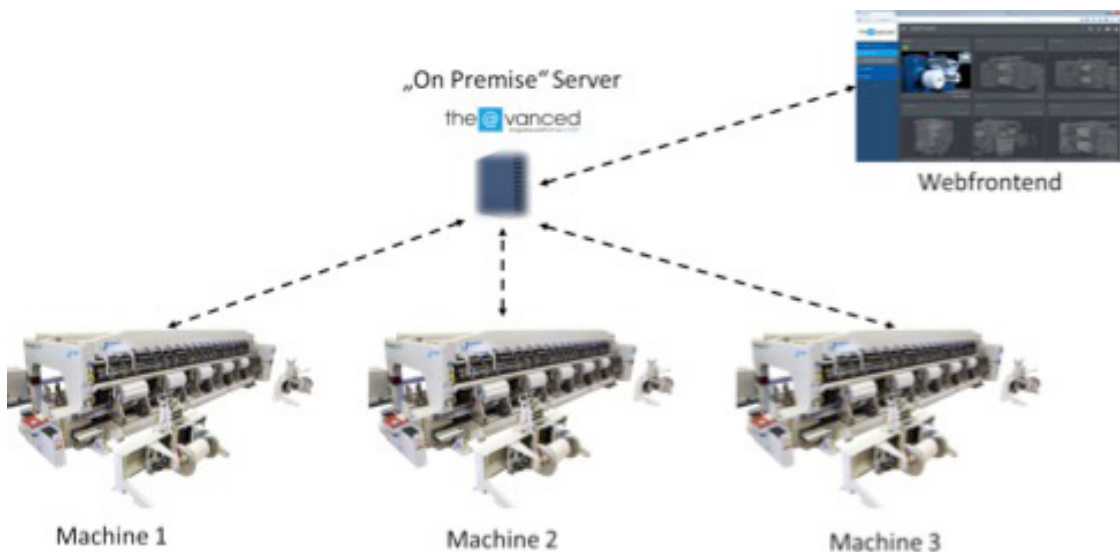 „On Premise“ Server
the@vanced
Webfrontend
Machine 1
Machine 2
Machine 3